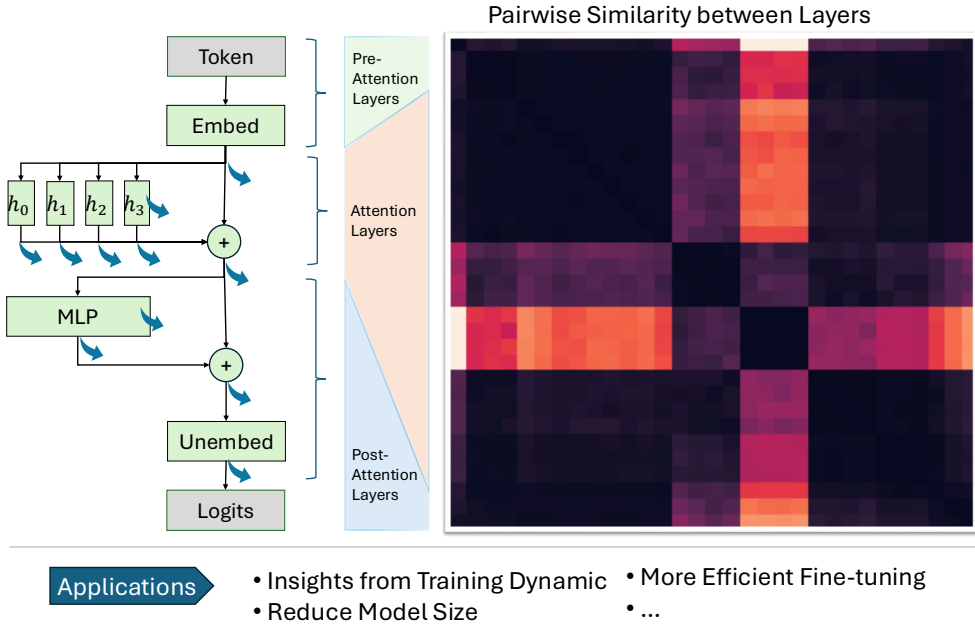 Pairwise Similarity between Layers
Token
Embed
h0
h1
h2
h3
+
MLP
+
Unembed
Logits
Pre-
Attention
Layers
Attention
Layers
Post-
Attention
Layers
Applications
• Insights from Training Dynamic
• Reduce Model Size
• More Efficient Fine-tuning
• ...